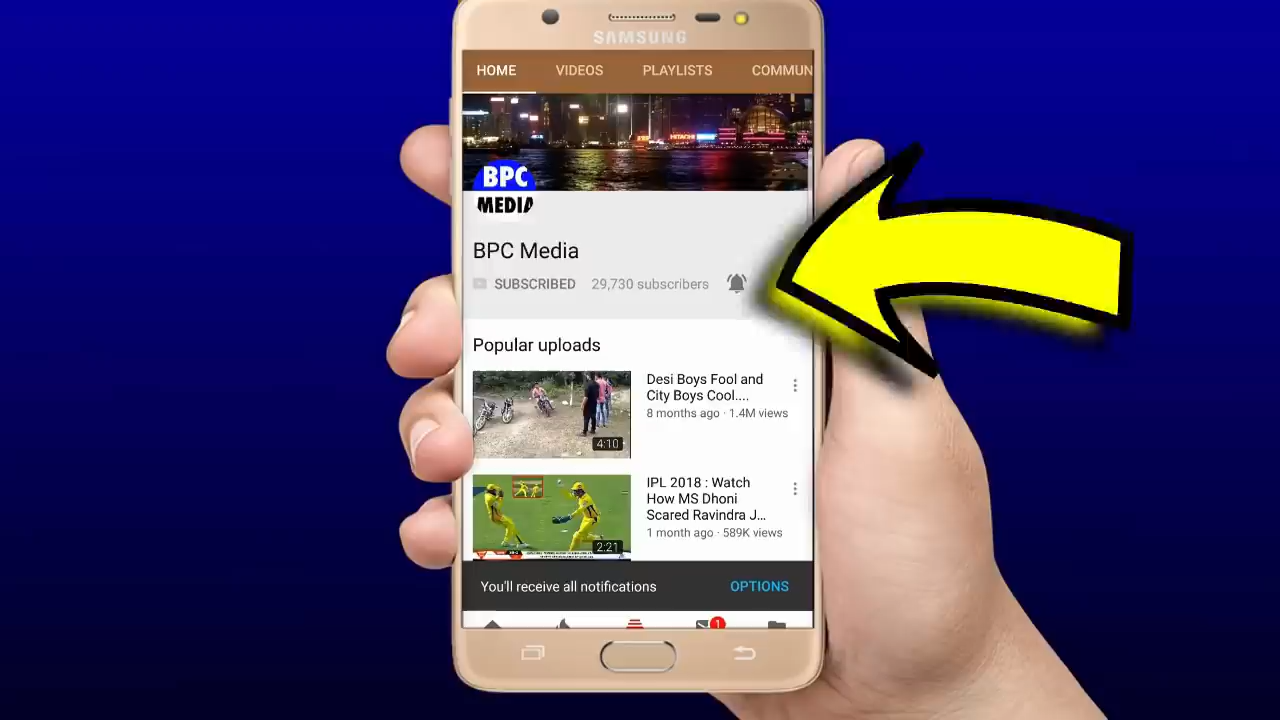 SAMSUNG
HOME VIDEOS PLAYLISTS COMMUN
HITACHI
BPC
MEDIA
BPC Media
SUBSCRIBED 29,730 subscribers
Popular uploads
Desi Boys Fool and
City Boys Cool....
8 months ago · 1.4M views
4:10
IPL 2018 : Watch
How MS Dhoni
Scared Ravindra J...
1 month ago · 589K views
2:21
You'll receive all notifications OPTIONS
1